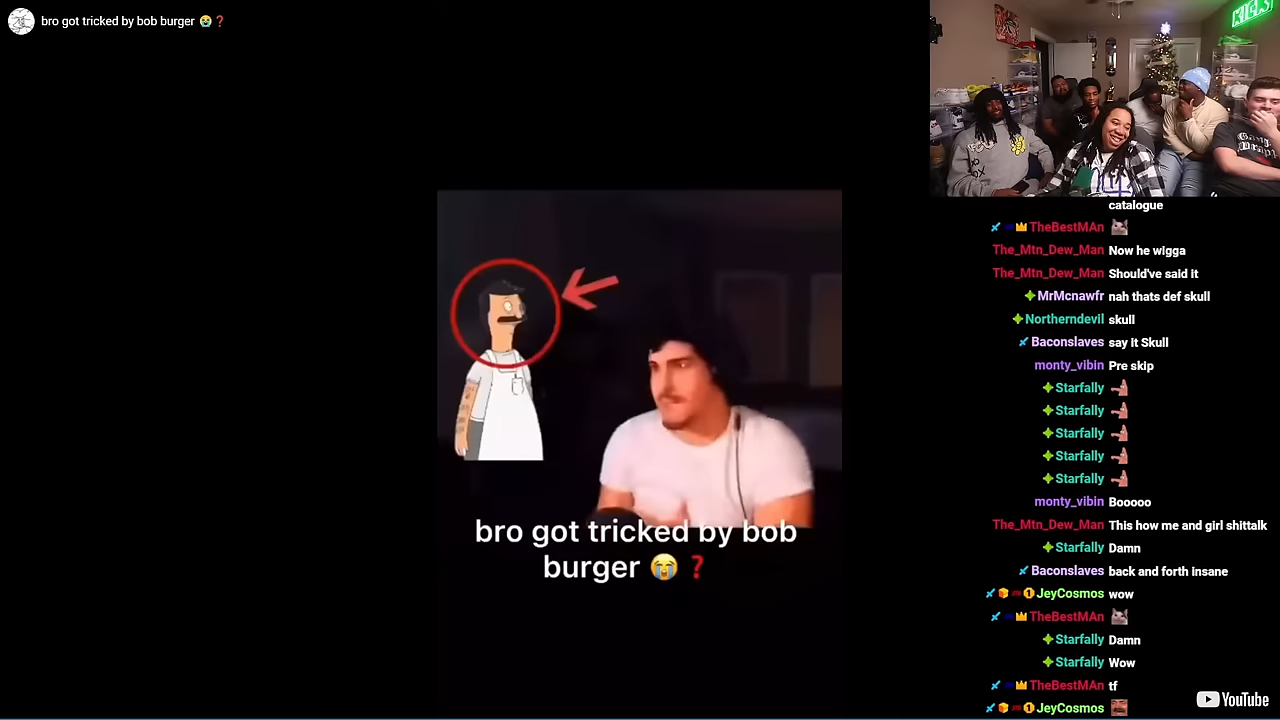 bro got tricked by bob burger 😭❓
catalogue
TheBestMAn
The_Mtn_Dew_Man Now he wigga
The_Mtn_Dew_Man Should've said it
MrMcnawfr nah thats def skull
Northerndevil skull
Baconslaves say it Skull
monty_vibin Pre skip
Starfally
Starfally
Starfally
Starfally
Starfally
monty_vibin Booooo
The_Mtn_Dew_Man This how me and girl shittalk
Starfally Damn
Baconslaves back and forth insane
JeyCosmos wow
TheBestMAn
Starfally Damn
Starfally Wow
TheBestMAn tf
JeyCosmos
bro got tricked by bob
burger 😭❓
YouTube